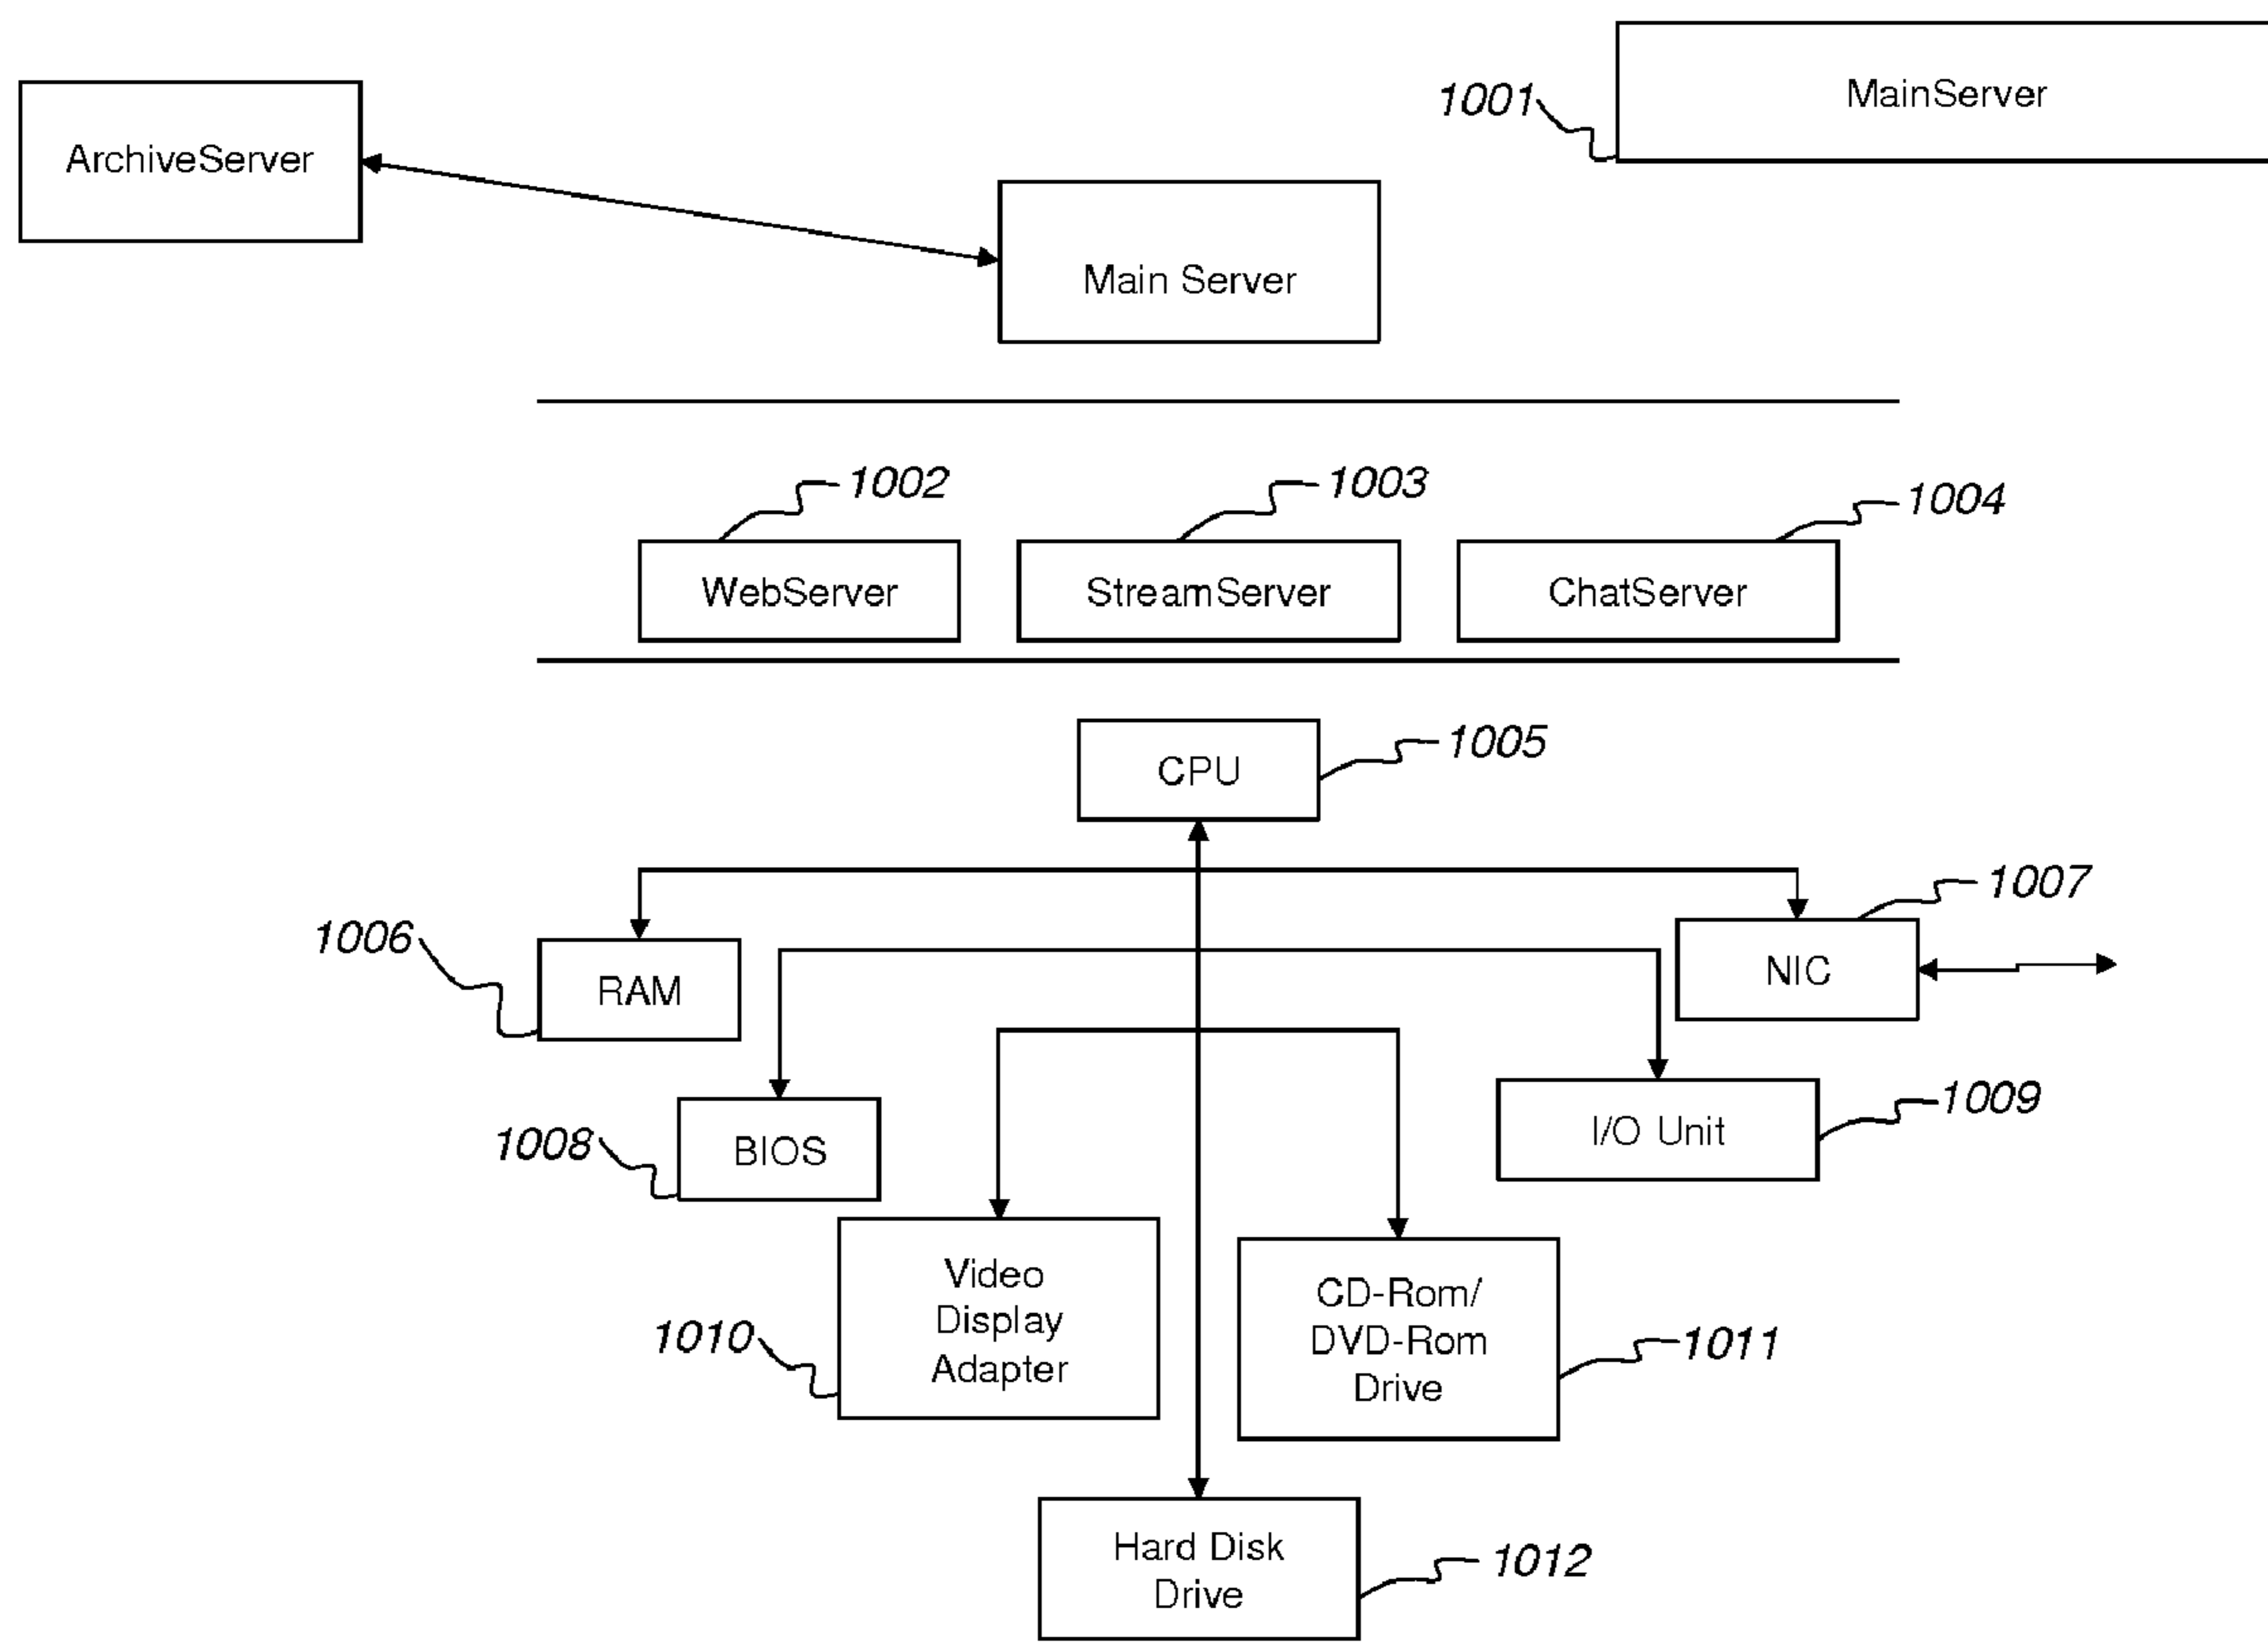 MainServer
1001
ArchiveServer
Main Server
1002
1003
1004
WebServer
StreamServer
ChatServer
CPU
1005
1006
RAM
1007
NIC
1008
BIOS
1009
I/O Unit
1010
Video
Display
Adapter
CD-Rom/
DVD-Rom
Drive
1011
Hard Disk
Drive
1012